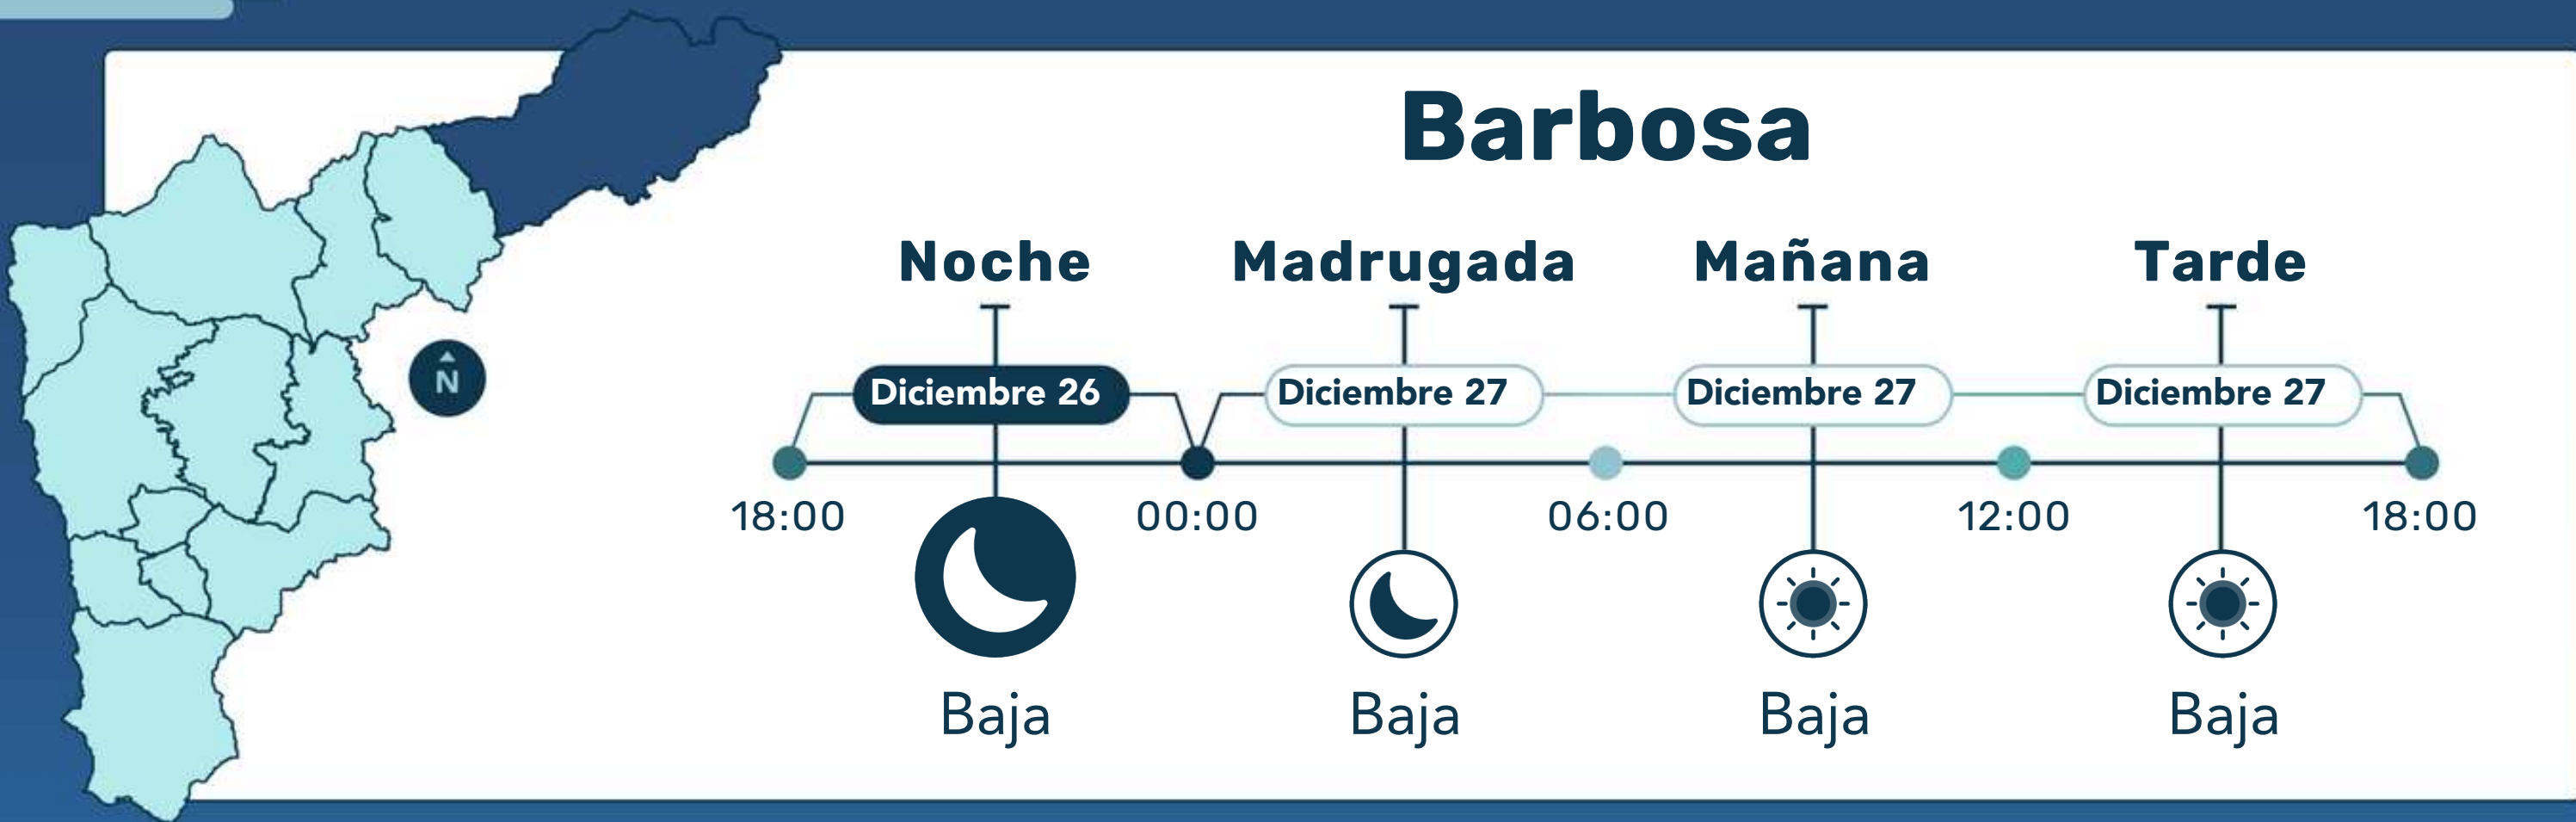 Barbosa
Noche Madrugada Mañana Tarde
N
Diciembre 26 Diciembre 27 Diciembre 27 Diciembre 27
18:00 00:00 06:00 12:00 18:00
Baja Baja Baja Baja